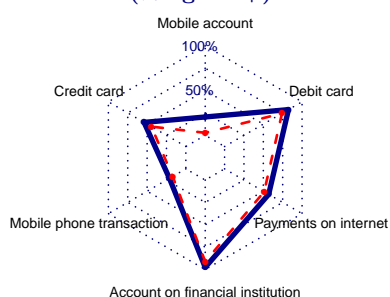 Mobile account
100%
Credit card
50%
Debit card
Mobile phone transaction
Payments on internet
Account on financial institution